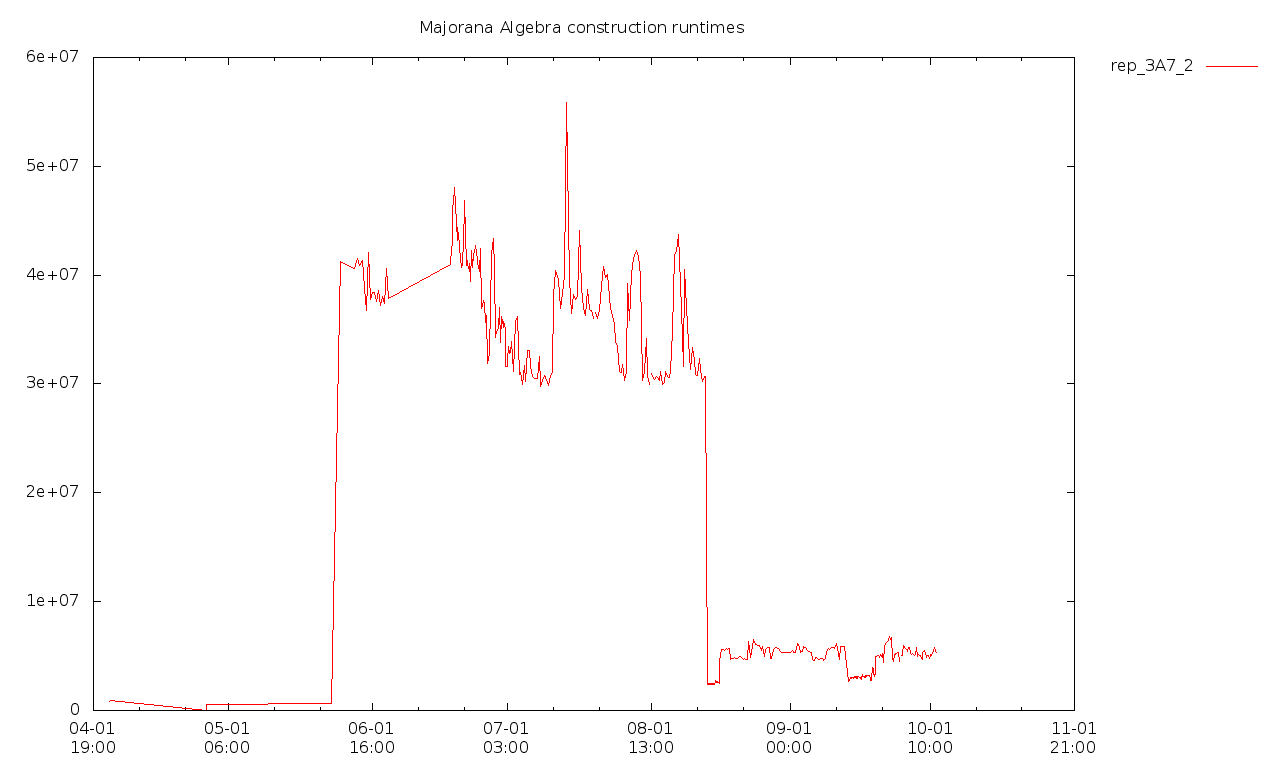 Majorana Algebra construction runtimes
rep_3A7_2
6e+07
5e+07
4e+07
3e+07
2e+07
1e+07
0
04-01 05-01 06-01 07-01 08-01 09-01 10-01 11-01
19:00 06:00 16:00 03:00 13:00 00:00 10:00 21:00